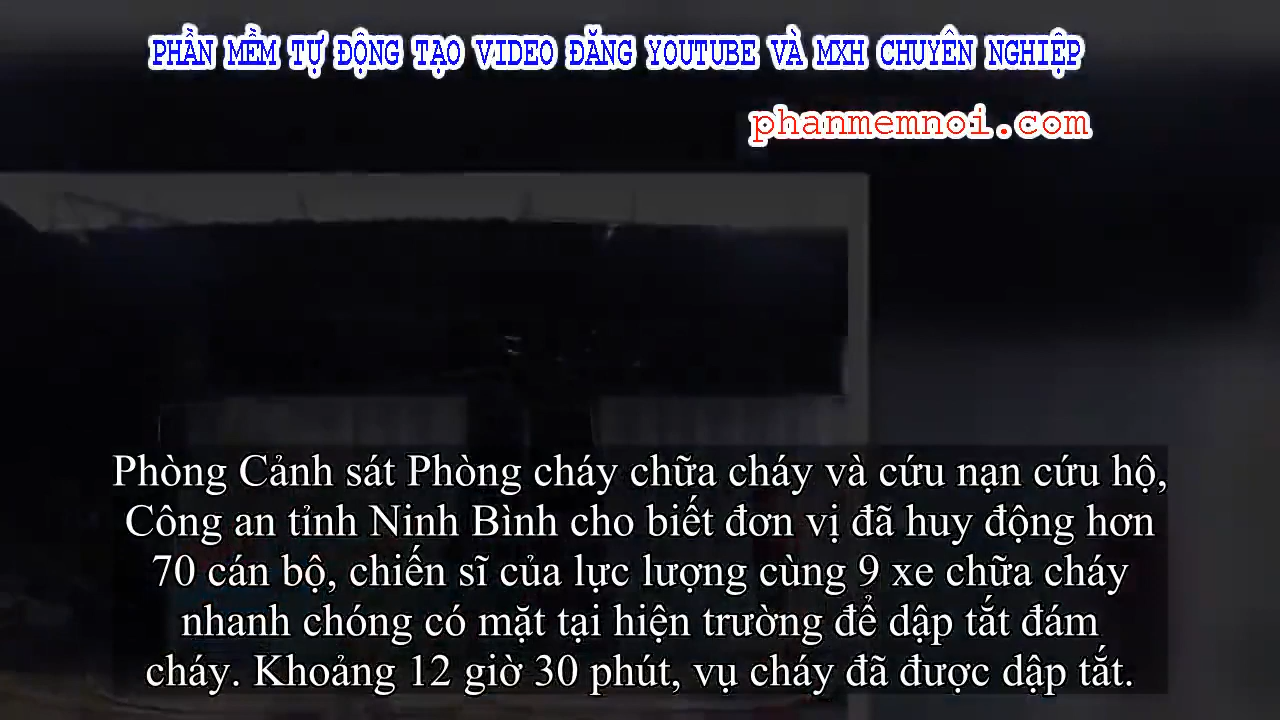 PHẦN MỀM TỰ ĐỘNG TẠO VIDEO ĐĂNG YOUTUBE VÀ MXH CHUYÊN NGHIỆP
phanmemnoi.com
Phòng Cảnh sát Phòng cháy chữa cháy và cứu nạn cứu hộ,
Công an tỉnh Ninh Bình cho biết đơn vị đã huy động hơn
70 cán bộ, chiến sĩ của lực lượng cùng 9 xe chữa cháy
nhanh chóng có mặt tại hiện trường để dập tắt đám
cháy. Khoảng 12 giờ 30 phút, vụ cháy đã được dập tắt.